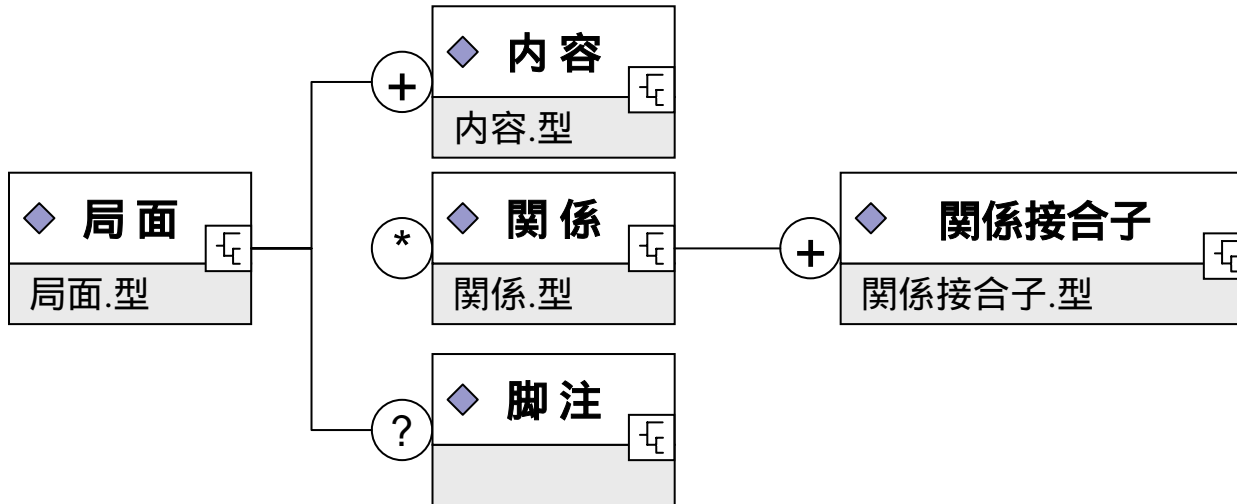 内 容
+
内容.型
局 面
局面.型
*
関 係
関係.型
+
関係接合子
関係接合子.型
?
脚 注